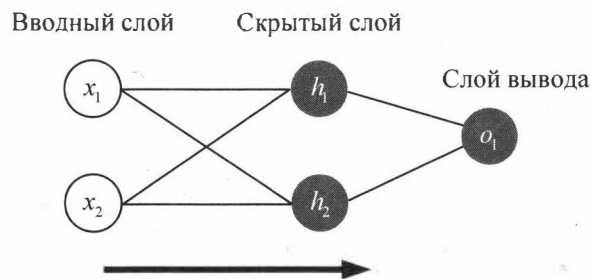 Вводный слой
Скрытый слой
Слой вывода
x₁
h₁
o₁
x₂
h₂